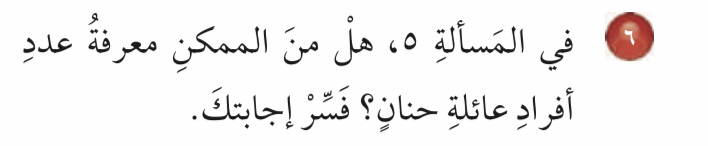 ٦ في المَسألةِ ٥، هلْ منَ الممكنِ معرفةُ عددِ
أفرادِ عائلةِ حنانٍ؟ فَسِّرْ إجابتكَ.